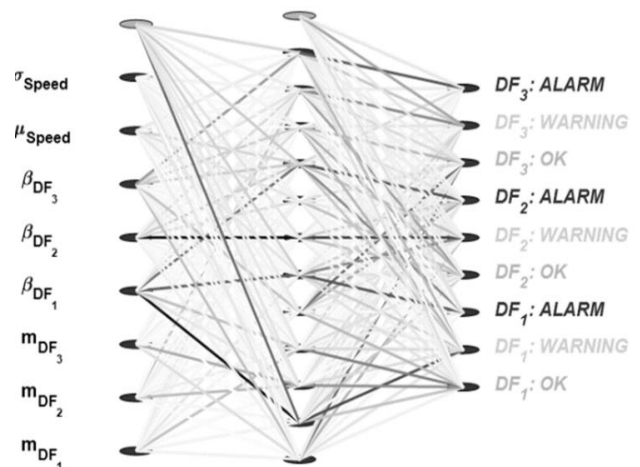 σSpeed
μSpeed
βDF3
βDF2
βDF1
mDF3
mDF2
mDF1
DF3: ALARM
DF3: WARNING
DF3: OK
DF2: ALARM
DF2: WARNING
DF2: OK
DF1: ALARM
DF1: WARNING
DF1: OK